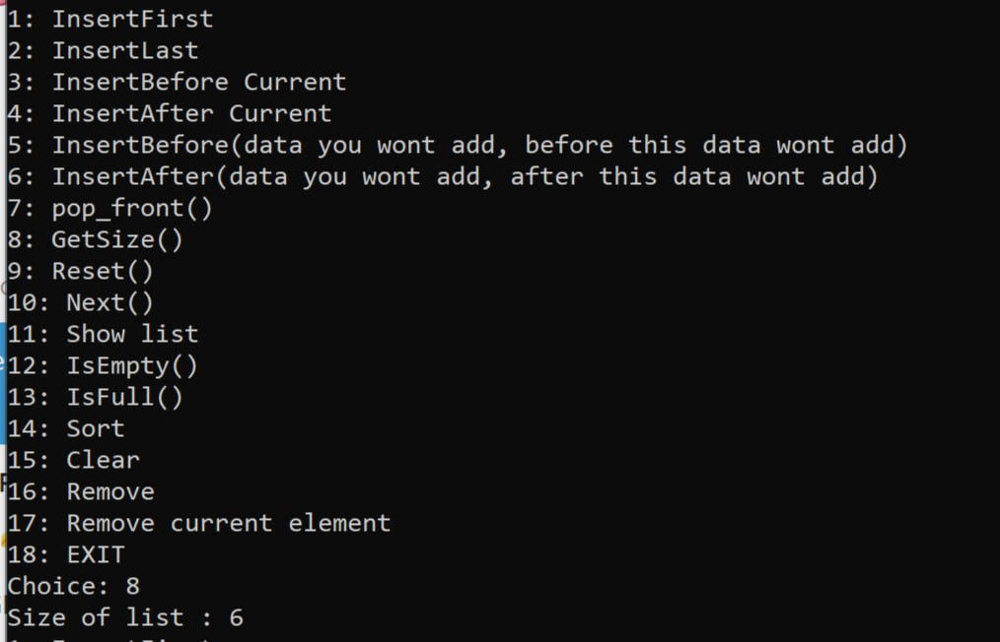 1: InsertFirst
2: InsertLast
3: InsertBefore Current
4: InsertAfter Current
5: InsertBefore(data you wont add, before this data wont add)
6: InsertAfter(data you wont add, after this data wont add)
7: pop_front()
8: GetSize()
9: Reset()
10: Next()
11: Show list
12: IsEmpty()
13: IsFull()
14: Sort
15: Clear
16: Remove
17: Remove current element
18: EXIT
Choice: 8
Size of list : 6